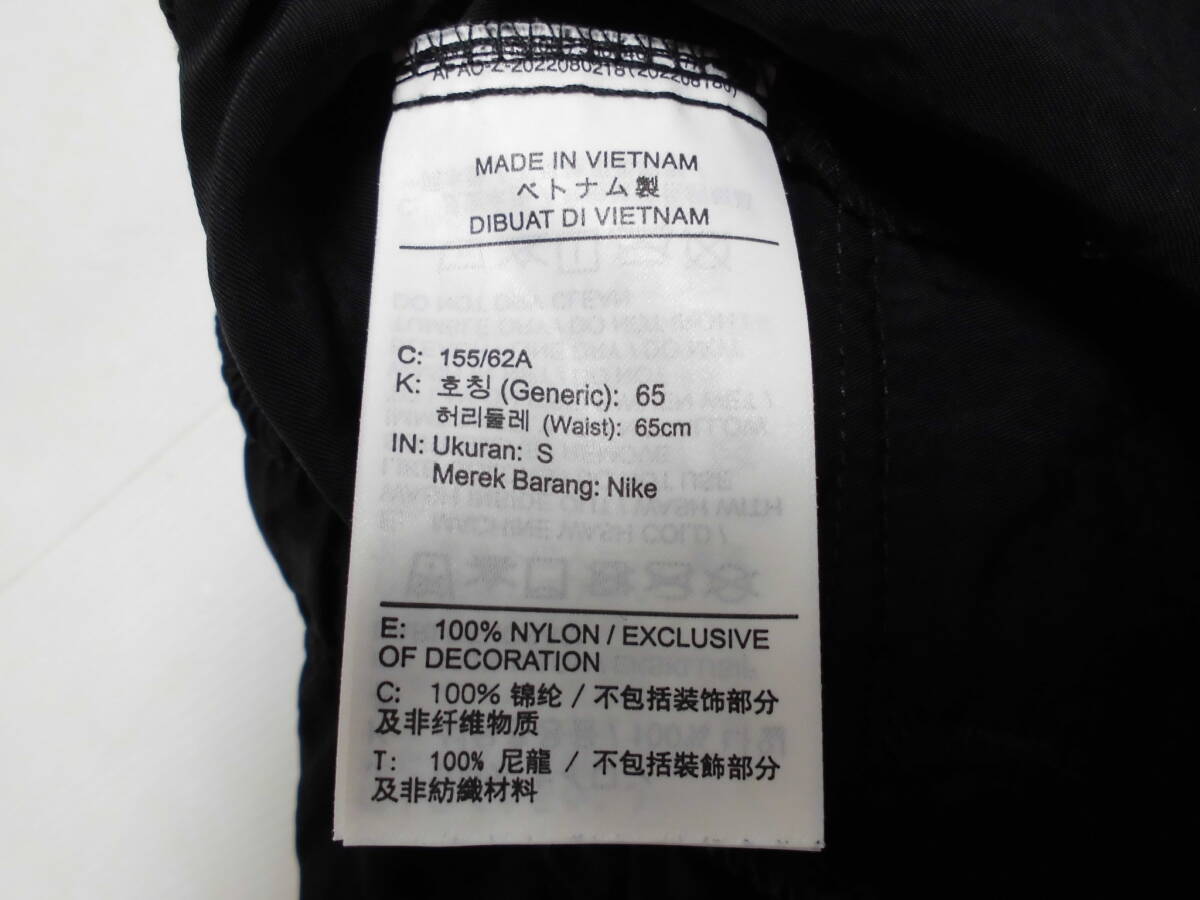 APAO-Z-2022080218(20220818
MADE IN VIETNAM
ベトナム製
DIBUAT DI VIETNAM
C: 155/62A
K: 호칭 (Generic): 65
허리둘레 (Waist): 65cm
IN: Ukuran: S
Merek Barang: Nike
E: 100% NYLON / EXCLUSIVE
OF DECORATION
C: 100% 锦纶 / 不包括装饰部分
及非纤维物质
T: 100% 尼龍 / 不包括裝飾部分
及非紡織材料